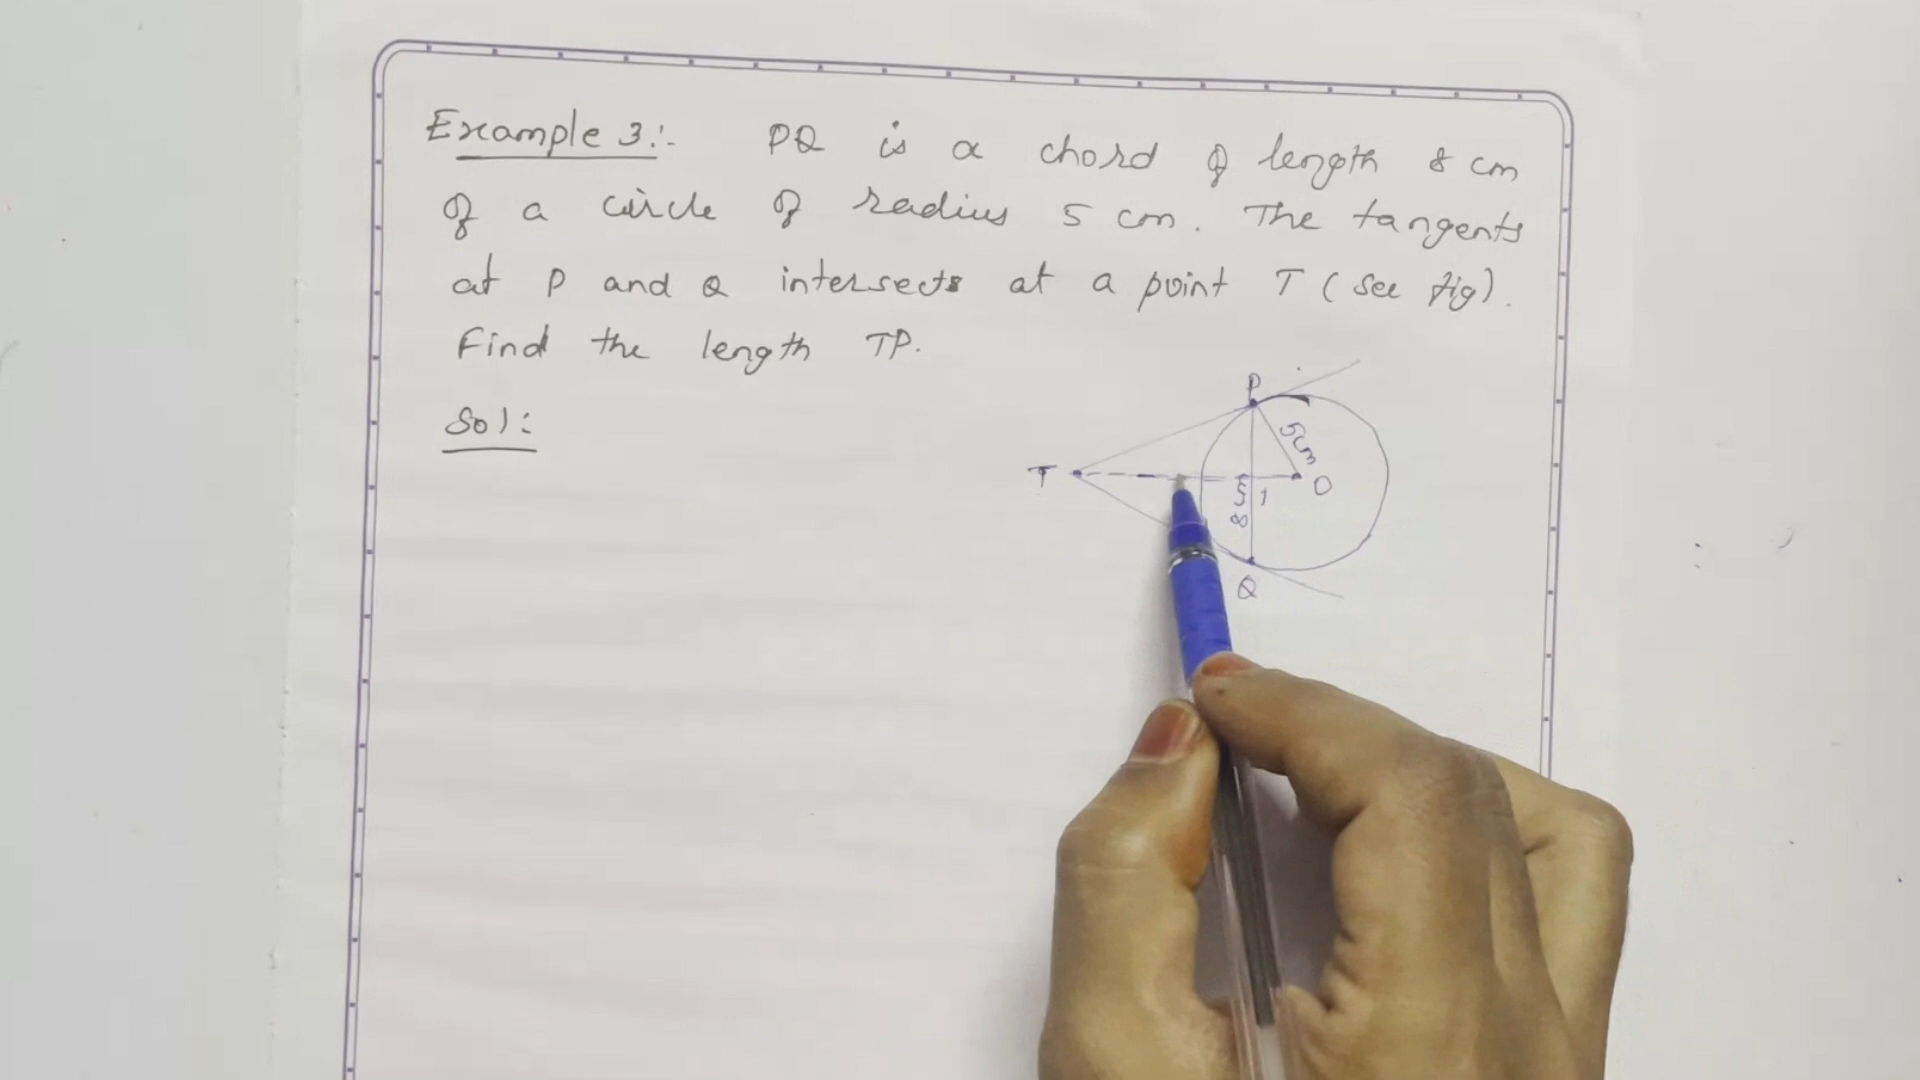 Example 3:- PQ is a chord of length 8 cm
of a circle of radius 5 cm. The tangents
at P and Q intersects at a point T (see fig).
Find the length TP.
Sol:
P
5cm
T
O
8
Q